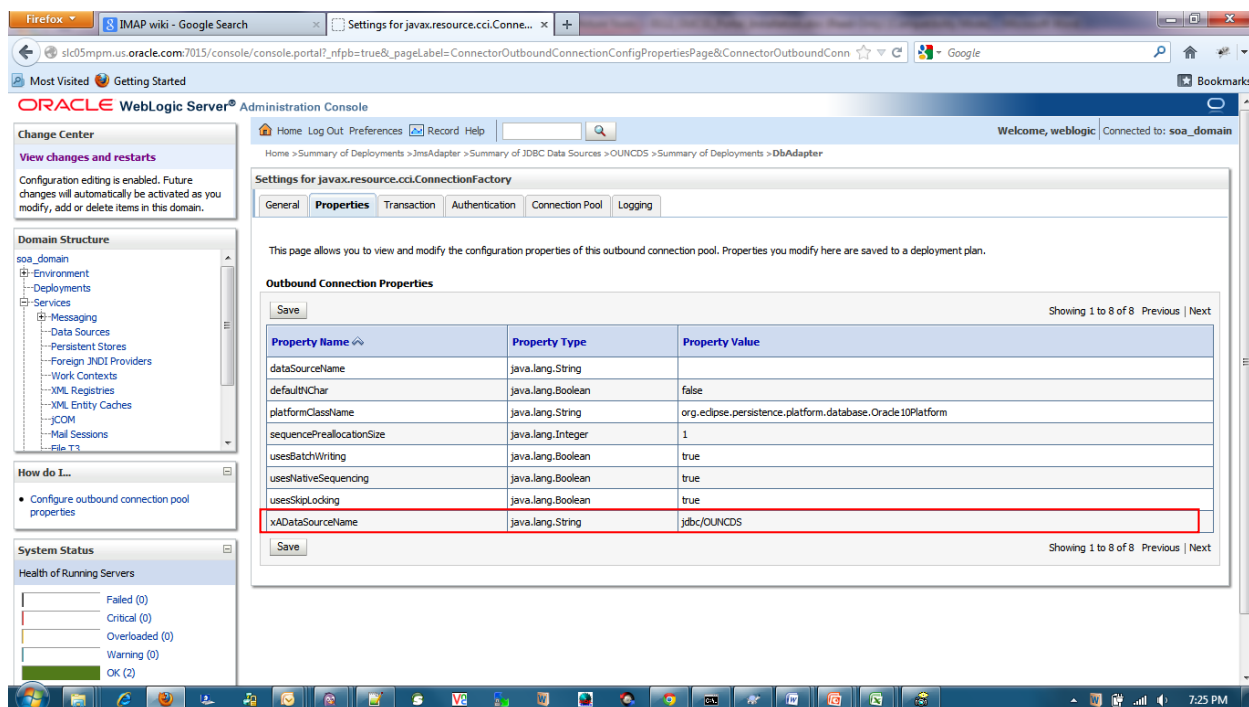 Firefox
IMAP wiki - Google Search
Settings for javax.resource.cci.Conne...
slc05mpm.us.oracle.com:7015/console/console.portal?_nfpb=true&_pageLabel=ConnectorOutboundConnectionConfigPropertiesPage&ConnectorOutboundConn
Google
Most Visited Getting Started
Bookmarks
ORACLE WebLogic Server® Administration Console
Change Center
View changes and restarts
Configuration editing is enabled. Future
changes will automatically be activated as you
modify, add or delete items in this domain.
Domain Structure
soa_domain
Environment
Deployments
Services
Messaging
Data Sources
Persistent Stores
Foreign JNDI Providers
Work Contexts
XML Registries
XML Entity Caches
jCOM
Mail Sessions
File T3
How do I...
Configure outbound connection pool
properties
System Status
Health of Running Servers
Failed (0)
Critical (0)
Overloaded (0)
Warning (0)
OK (2)
Home Log Out Preferences Record Help
Welcome, weblogic Connected to: soa_domain
Home >Summary of Deployments >JmsAdapter >Summary of JDBC Data Sources >OUNCDS >Summary of Deployments >DbAdapter
Settings for javax.resource.cci.ConnectionFactory
General Properties Transaction Authentication Connection Pool Logging
This page allows you to view and modify the configuration properties of this outbound connection pool. Properties you modify here are saved to a deployment plan.
Outbound Connection Properties
Save
Showing 1 to 8 of 8 Previous | Next
Property Name Property Type Property Value
dataSourceName java.lang.String
defaultNChar java.lang.Boolean false
platformClassName java.lang.String org.eclipse.persistence.platform.database.Oracle10Platform
sequencePreallocationSize java.lang.Integer 1
usesBatchWriting java.lang.Boolean true
usesNativeSequencing java.lang.Boolean true
usesSkipLocking java.lang.Boolean true
xADataSourceName java.lang.String jdbc/OUNCDS
Save
Showing 1 to 8 of 8 Previous | Next
7:25 PM